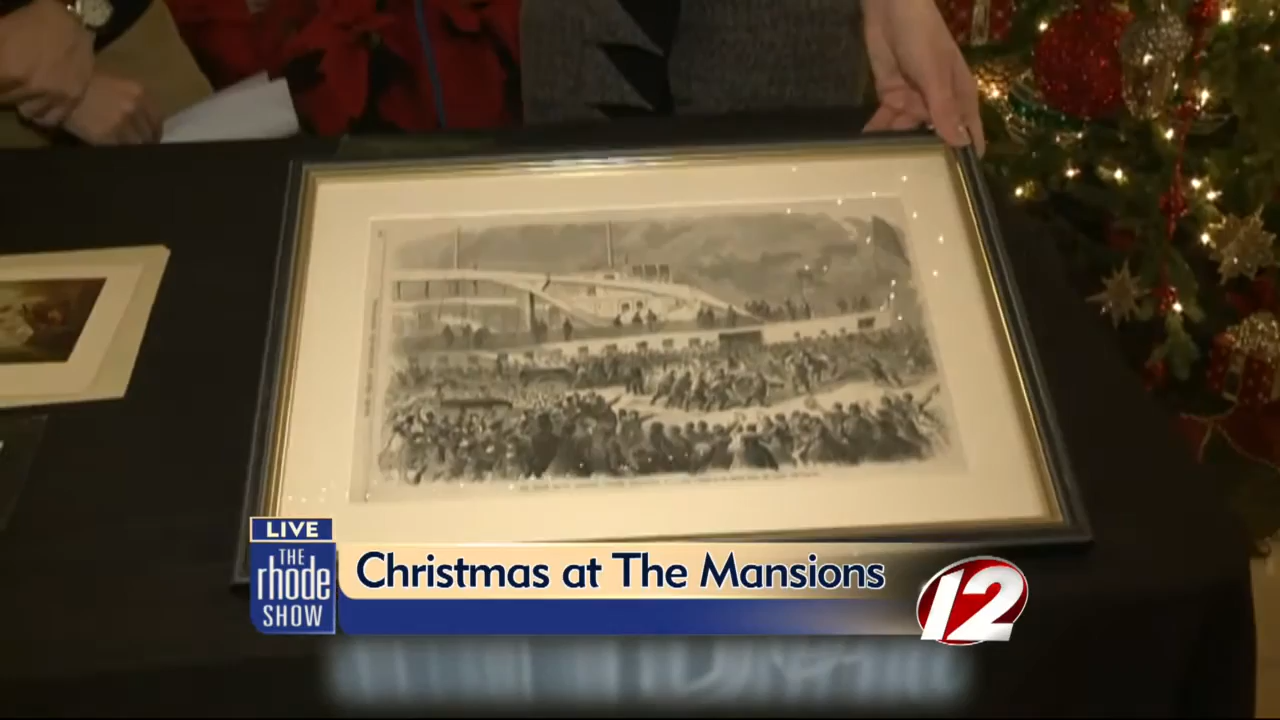 LIVE
THE
rhode
SHOW
Christmas at The Mansions
12